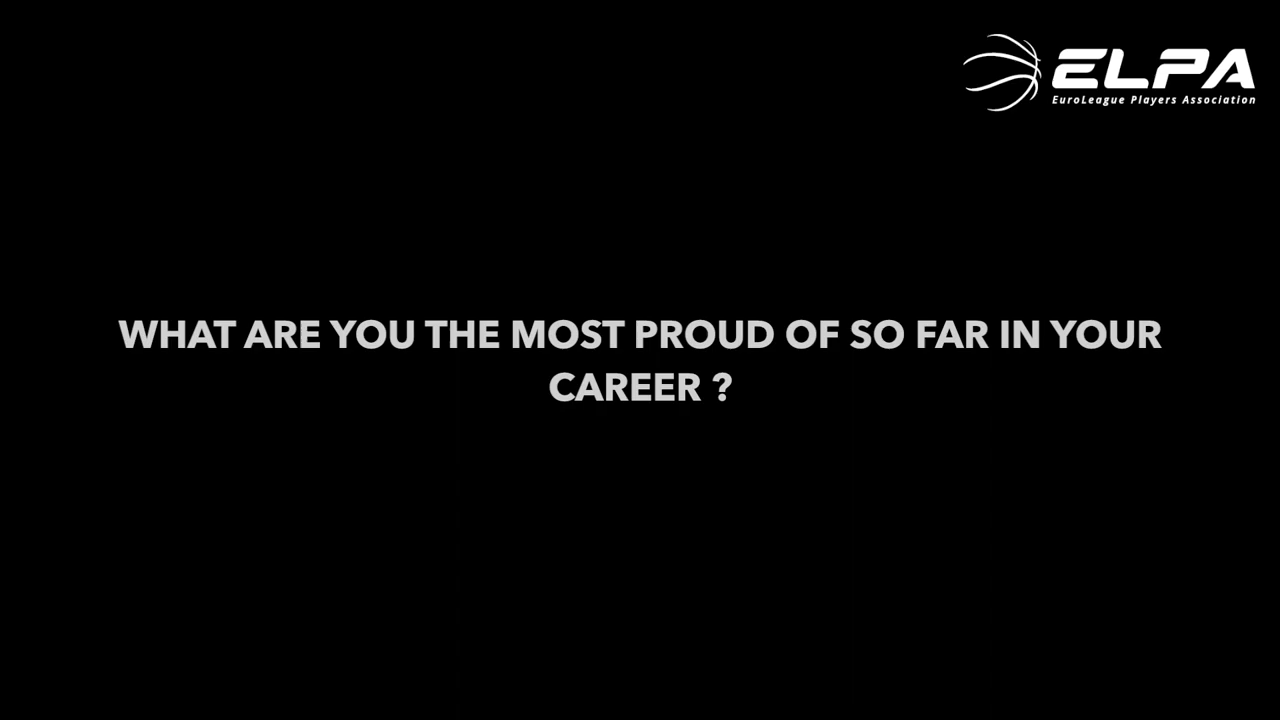 ELPA
EuroLeague Players Association
WHAT ARE YOU THE MOST PROUD OF SO FAR IN YOUR
CAREER ?